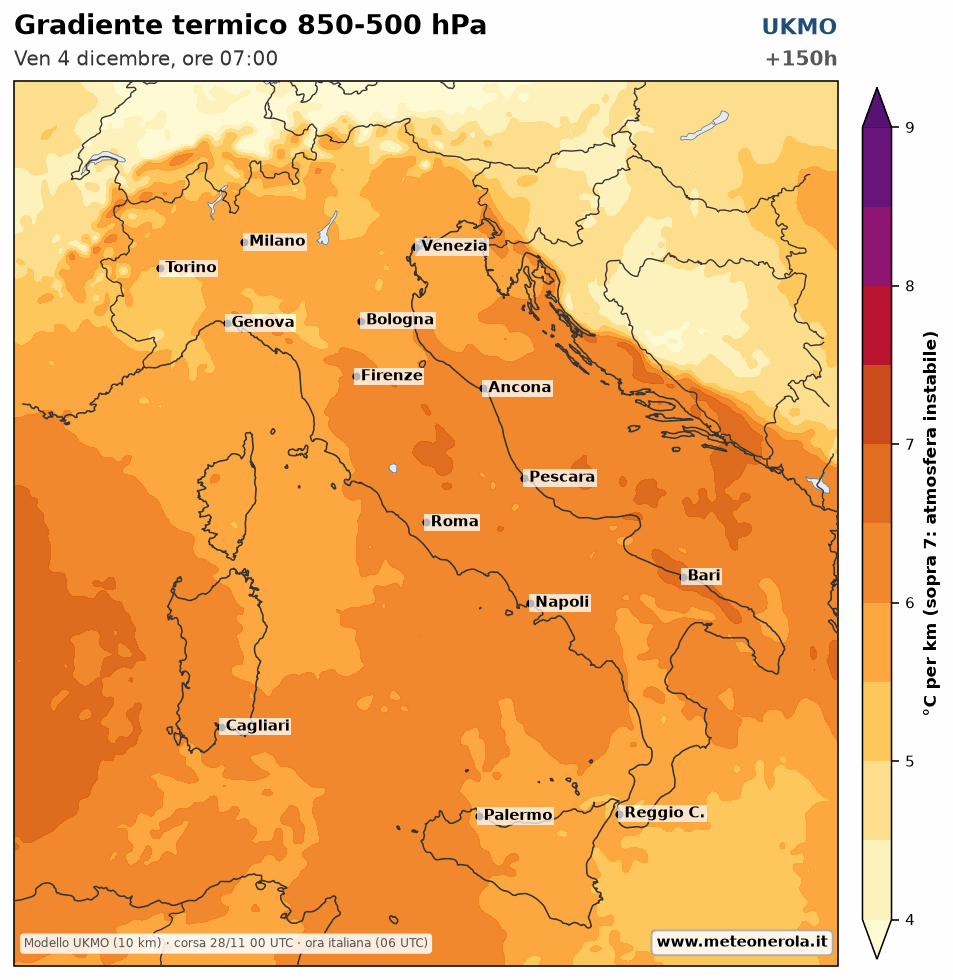 Gradiente termico 850-500 hPa
UKMO
Ven 4 dicembre, ore 07:00
+150h
Milano
Venezia
Torino
Genova
Bologna
Firenze
Ancona
Pescara
Roma
Bari
Napoli
Cagliari
Palermo
Reggio C.
9
8
7
6
5
4
°C per km (sopra 7: atmosfera instabile)
Modello UKMO (10 km) · corsa 28/11 00 UTC · ora italiana (06 UTC)
www.meteonerola.it